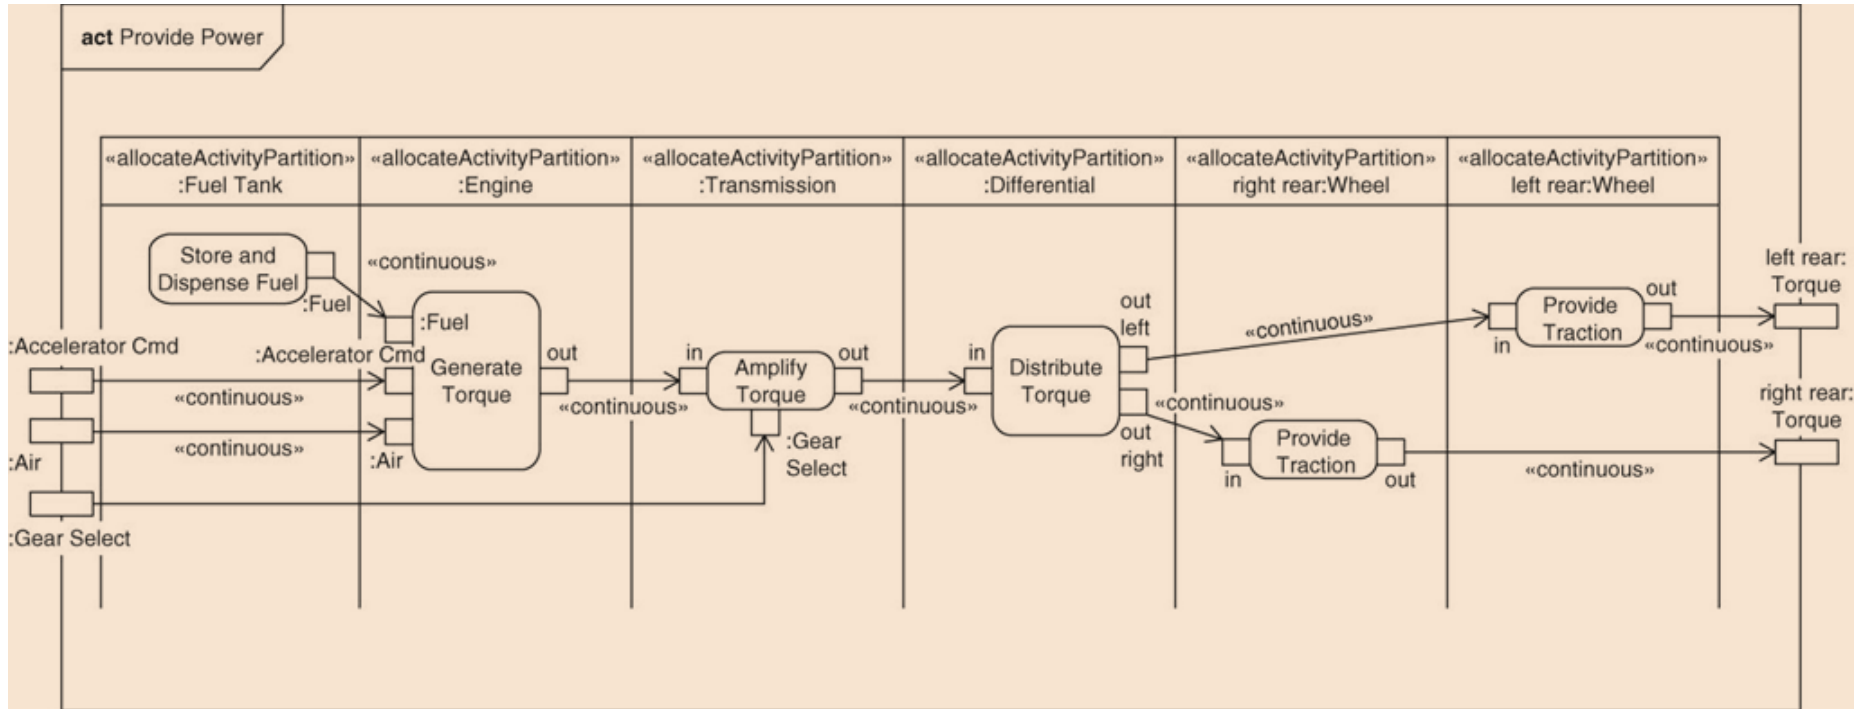 act Provide Power
«allocateActivityPartition»
:Fuel Tank
«allocateActivityPartition»
:Engine
«allocateActivityPartition»
:Transmission
«allocateActivityPartition»
:Differential
«allocateActivityPartition»
right rear:Wheel
«allocateActivityPartition»
left rear:Wheel
Store and
Dispense Fuel
:Fuel
«continuous»
:Fuel
:Accelerator Cmd
«continuous»
:Accelerator Cmd
:Air
«continuous»
:Air
:Gear Select
Generate
Torque
out
«continuous»
in
Amplify
Torque
out
:Gear
Select
«continuous»
in
Distribute
Torque
out
left
«continuous»
out
right
«continuous»
in
Provide
Traction
out
«continuous»
in
Provide
Traction
out
«continuous»
left rear:
Torque
right rear:
Torque